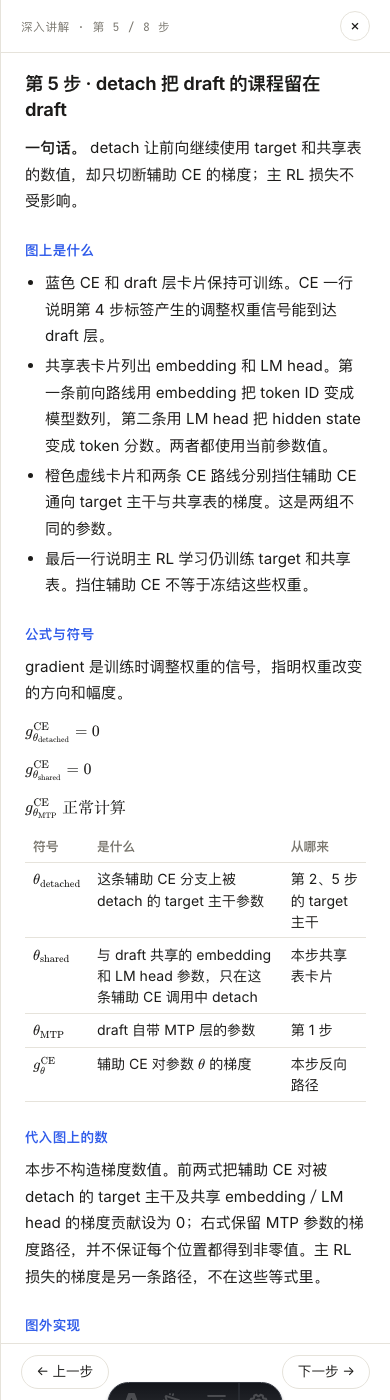 深入讲解 · 第 5 / 8 步
×
第 5 步 · detach 把 draft 的课程留在
draft
一句话。 detach 让前向继续使用 target 和共享表
的数值，却只切断辅助 CE 的梯度；主 RL 损失不
受影响。
图上是什么
• 蓝色 CE 和 draft 层卡片保持可训练。CE 一行
说明第 4 步标签产生的调整权重信号能到达
draft 层。
• 共享表卡片列出 embedding 和 LM head。第
一条前向路线用 embedding 把 token ID 变成
模型数列，第二条用 LM head 把 hidden state
变成 token 分数。两者都使用当前参数值。
• 橙色虚线卡片和两条 CE 路线分别挡住辅助 CE
通向 target 主干与共享表的梯度。这是两组不
同的参数。
• 最后一行说明主 RL 学习仍训练 target 和共享
表。挡住辅助 CE 不等于冻结这些权重。
公式与符号
gradient 是训练时调整权重的信号，指明权重改变
的方向和幅度。
g^CE_θdetached = 0
g^CE_θshared = 0
g^CE_θMTP 正常计算
符号 是什么 从哪来
θdetached 这条辅助 CE 分支上被 第 2、5 步
detach 的 target 主干参数 的 target
主干
θshared 与 draft 共享的 embedding 本步共享
和 LM head 参数，只在这 表卡片
条辅助 CE 调用中 detach
θMTP draft 自带 MTP 层的参数 第 1 步
g^CE_θ 辅助 CE 对参数 θ 的梯度 本步反向
路径
代入图上的数
本步不构造梯度数值。前两式把辅助 CE 对被
detach 的 target 主干及共享 embedding / LM
head 的梯度贡献设为 0；右式保留 MTP 参数的梯
度路径，并不保证每个位置都得到非零值。主 RL
损失的梯度是另一条路径，不在这些等式里。
图外实现
← 上一步
下一步 →